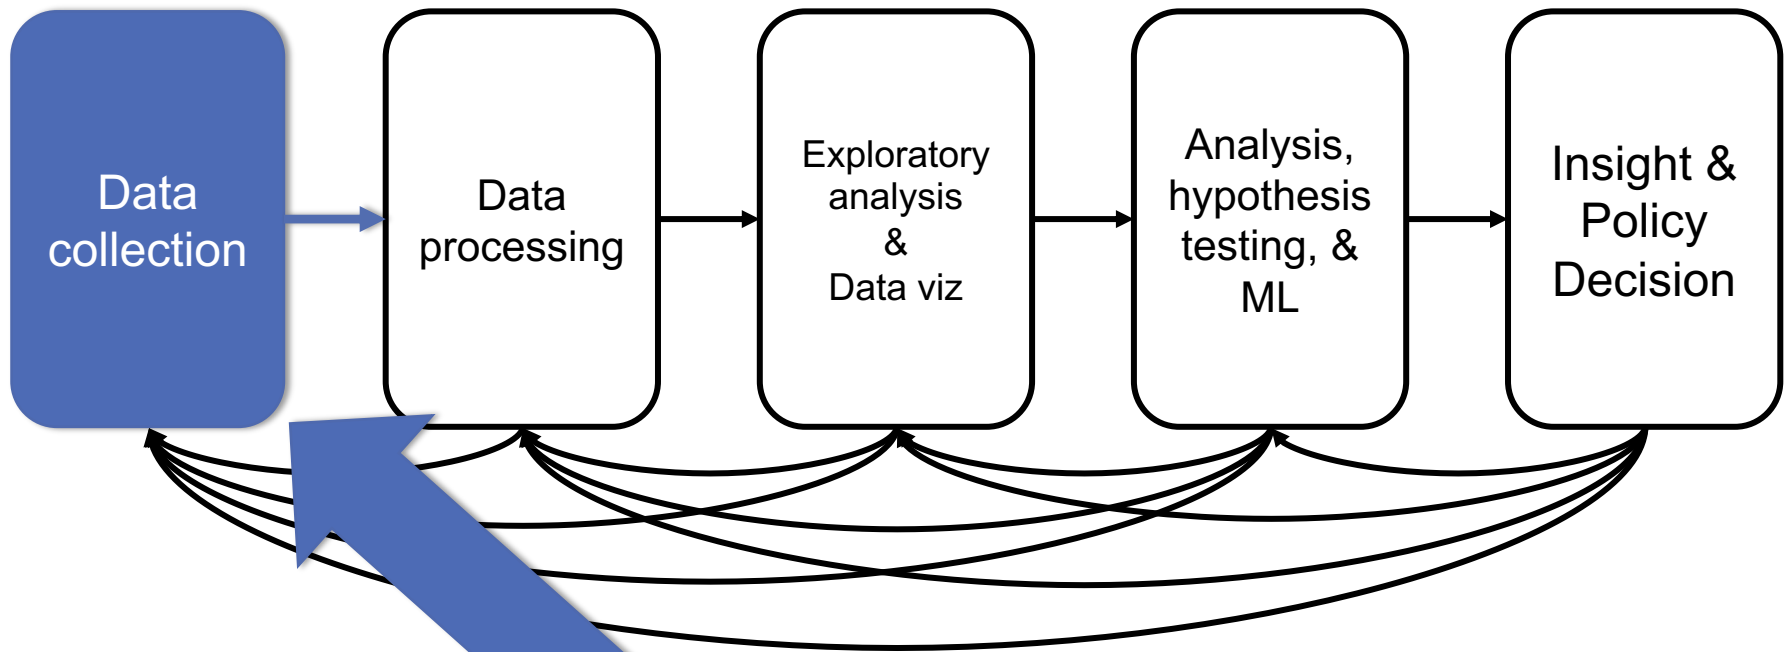 Data
collection
Data
processing
Exploratory
analysis
&
Data viz
Analysis,
hypothesis
testing, &
ML
Insight &
Policy
Decision